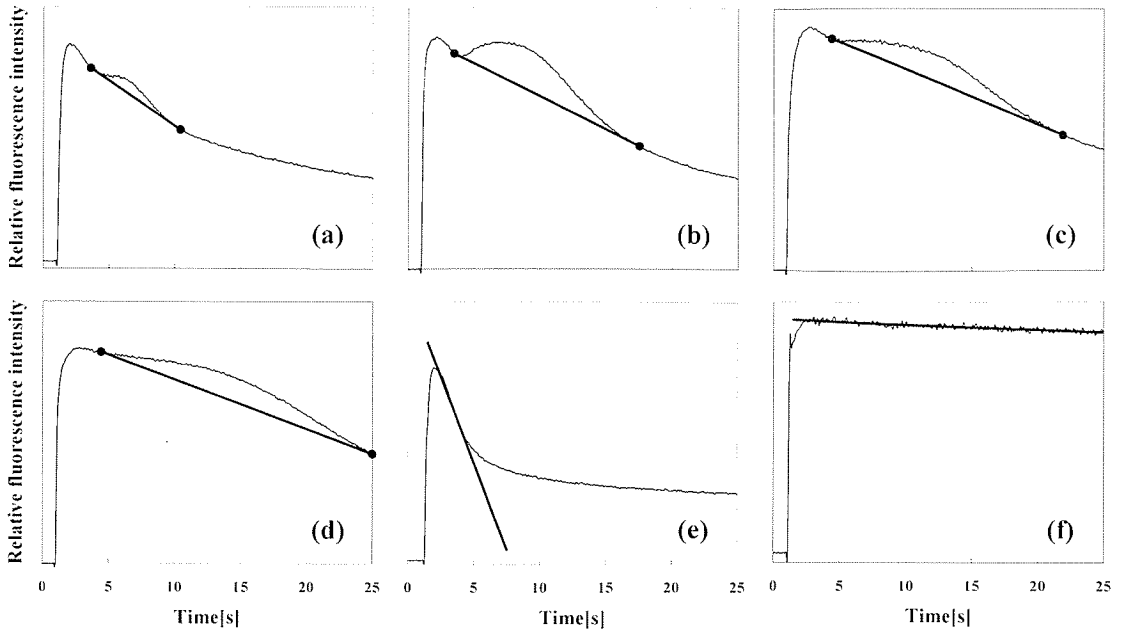 Relative fluorescence intensity
(a)
(b)
(c)
Relative fluorescence intensity
(d)
(e)
(f)
0 5 10 15 20 25
0 5 10 15 20 25
0 5 10 15 20 25
Time[s]
Time[s]
Time[s]